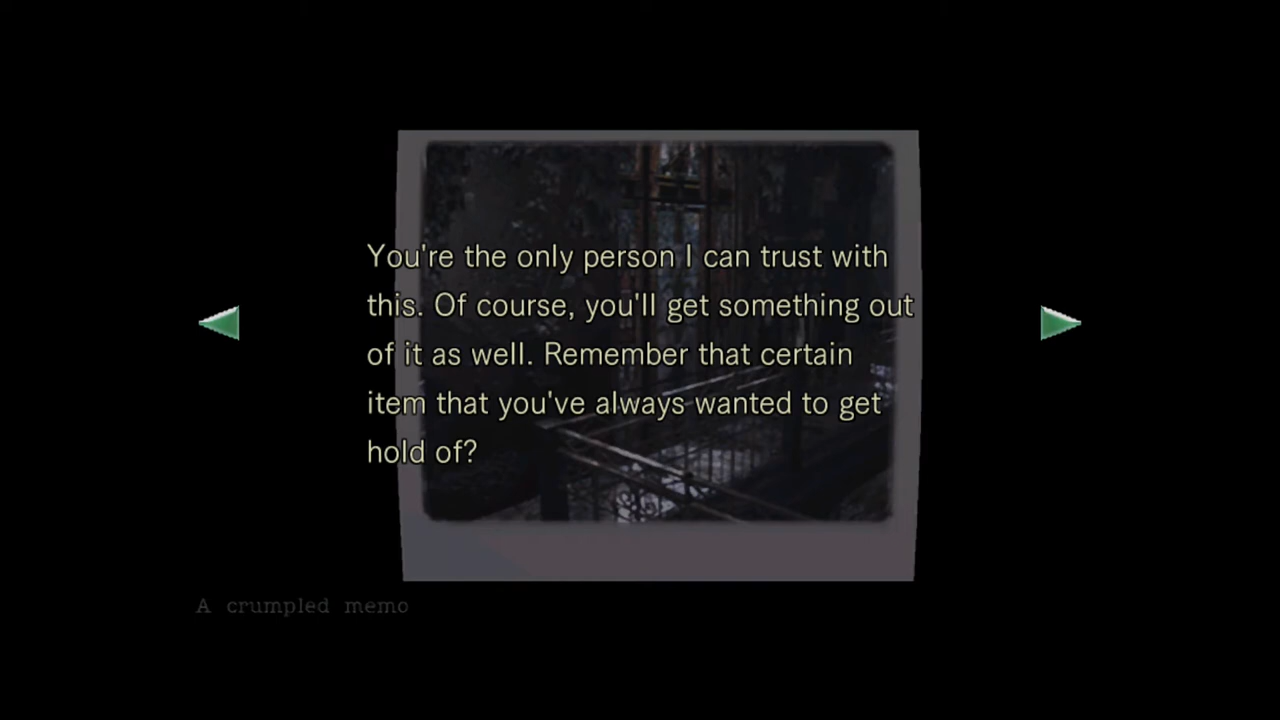 You're the only person I can trust with
this. Of course, you'll get something out
of it as well. Remember that certain
item that you've always wanted to get
hold of?
A crumpled memo